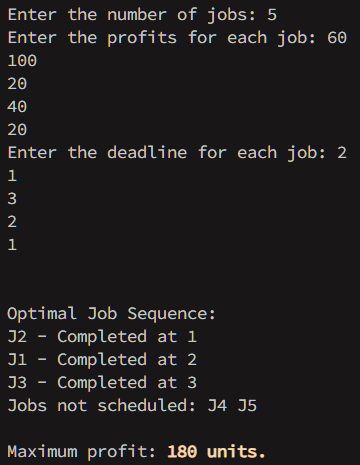 Enter the number of jobs: 5
Enter the profits for each job: 60
100
20
40
20
Enter the deadline for each job: 2
1
3
2
1
Optimal Job Sequence:
J2 - Completed at 1
J1 - Completed at 2
J3 - Completed at 3
Jobs not scheduled: J4 J5
Maximum profit: 180 units.